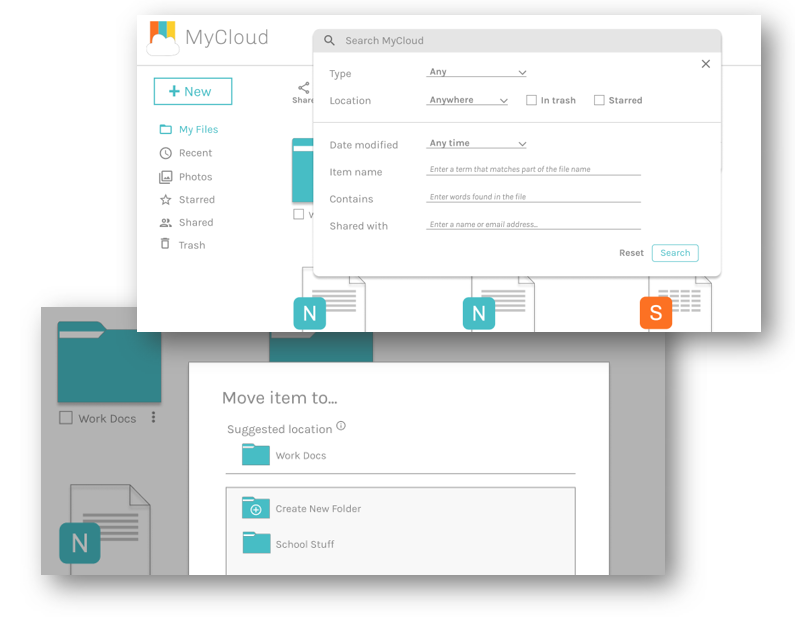 MyCloud
Search MyCloud
Type Any
Location Anywhere In trash Starred
Date modified Any time
Item name Enter a term that matches part of the file name
Contains Enter words found in the file
Shared with Enter a name or email address...
Reset Search
+ New
Share
My Files
Recent
Photos
Starred
Shared
Trash
N
N
S
Work Docs
N
Move item to...
Suggested location
Work Docs
Create New Folder
School Stuff